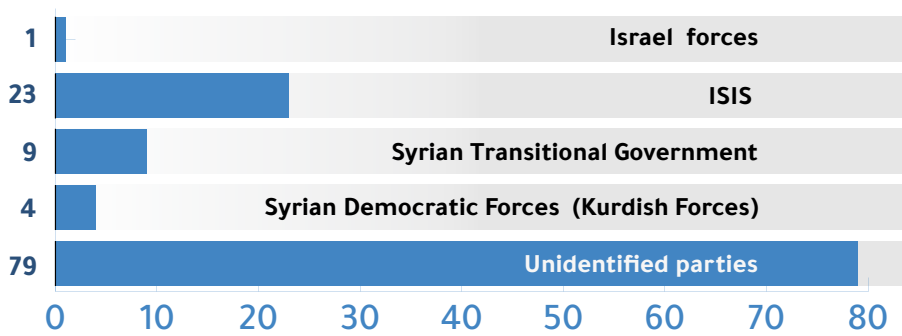 1 Israel forces
23 ISIS
9 Syrian Transitional Government
4 Syrian Democratic Forces (Kurdish Forces)
79 Unidentified parties
0 10 20 30 40 50 60 70 80